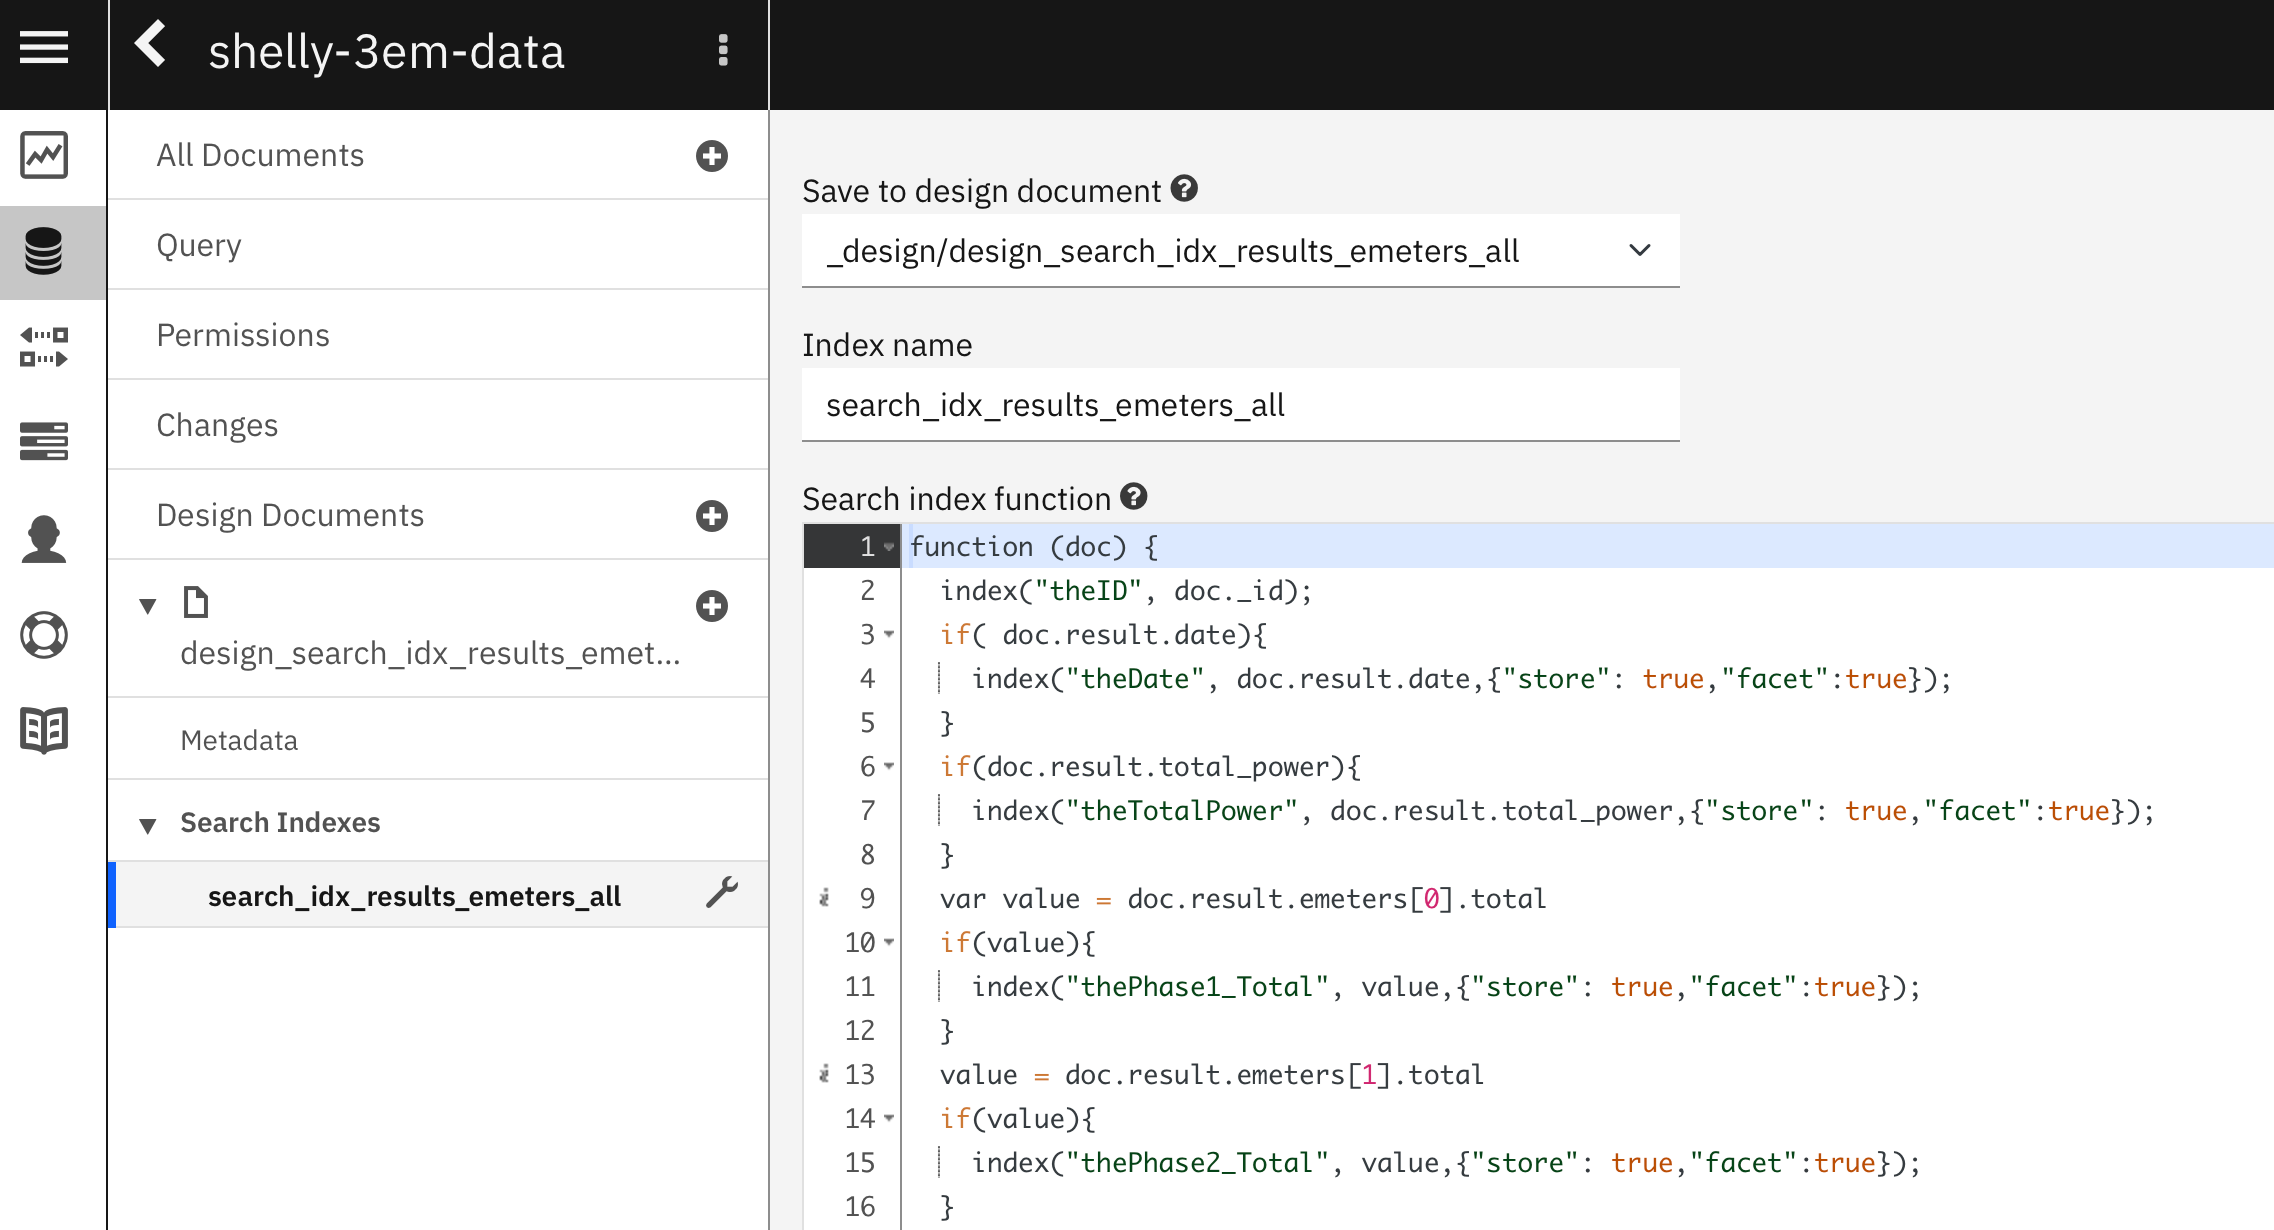 shelly-3em-data
All Documents
Query
Permissions
Changes
Design Documents
design_search_idx_results_emet...
Metadata
Search Indexes
search_idx_results_emeters_all
Save to design document
_design/design_search_idx_results_emeters_all
Index name
search_idx_results_emeters_all
Search index function
1 function (doc) {
2 index("theID", doc._id);
3 if( doc.result.date){
4 index("theDate", doc.result.date,{"store": true,"facet":true});
5 }
6 if(doc.result.total_power){
7 index("theTotalPower", doc.result.total_power,{"store": true,"facet":true});
8 }
9 var value = doc.result.emeters[0].total
10 if(value){
11 index("thePhase1_Total", value,{"store": true,"facet":true});
12 }
13 value = doc.result.emeters[1].total
14 if(value){
15 index("thePhase2_Total", value,{"store": true,"facet":true});
16 }